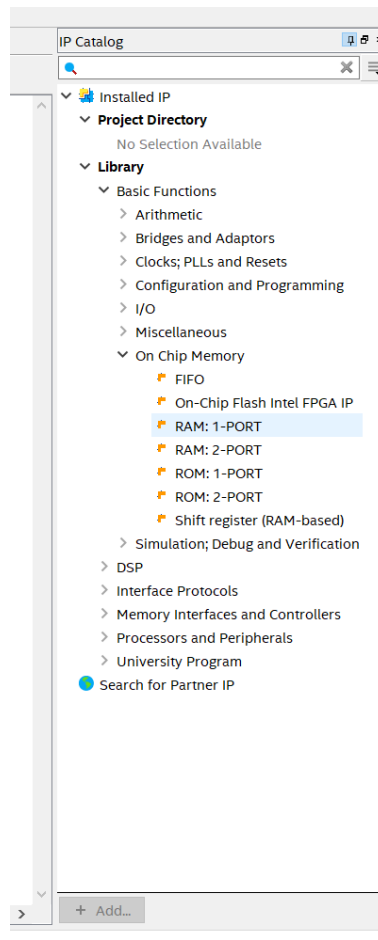 IP Catalog
Installed IP
Project Directory
No Selection Available
Library
Basic Functions
Arithmetic
Bridges and Adaptors
Clocks; PLLs and Resets
Configuration and Programming
I/O
Miscellaneous
On Chip Memory
FIFO
On-Chip Flash Intel FPGA IP
RAM: 1-PORT
RAM: 2-PORT
ROM: 1-PORT
ROM: 2-PORT
Shift register (RAM-based)
Simulation; Debug and Verification
DSP
Interface Protocols
Memory Interfaces and Controllers
Processors and Peripherals
University Program
Search for Partner IP
+ Add...